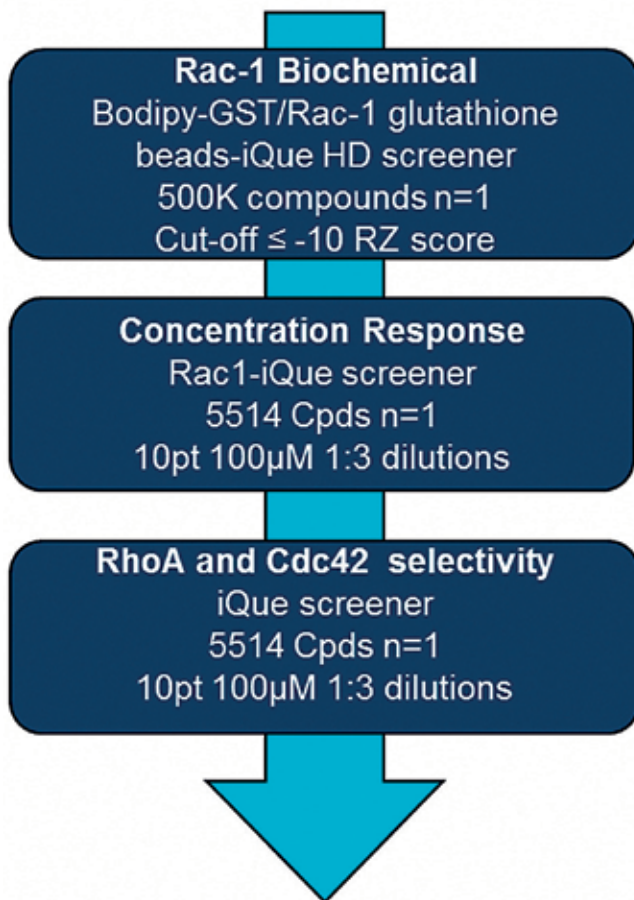 Rac-1 Biochemical
Bodipy-GST/Rac-1 glutathione
beads-iQue HD screener
500K compounds n=1
Cut-off ≤ -10 RZ score
Concentration Response
Rac1-iQue screener
5514 Cpds n=1
10pt 100µM 1:3 dilutions
RhoA and Cdc42 selectivity
iQue screener
5514 Cpds n=1
10pt 100µM 1:3 dilutions